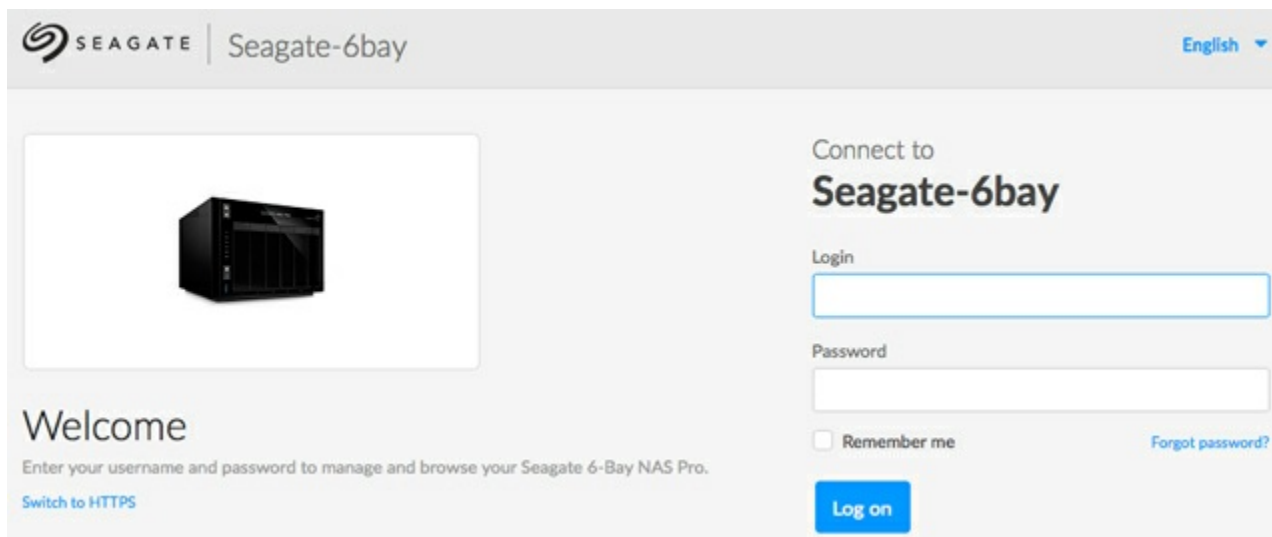 SEAGATE Seagate-6bay English
Connect to
Seagate-6bay
Login
Password
Remember me Forgot password?
Log on
Welcome
Enter your username and password to manage and browse your Seagate 6-Bay NAS Pro.
Switch to HTTPS